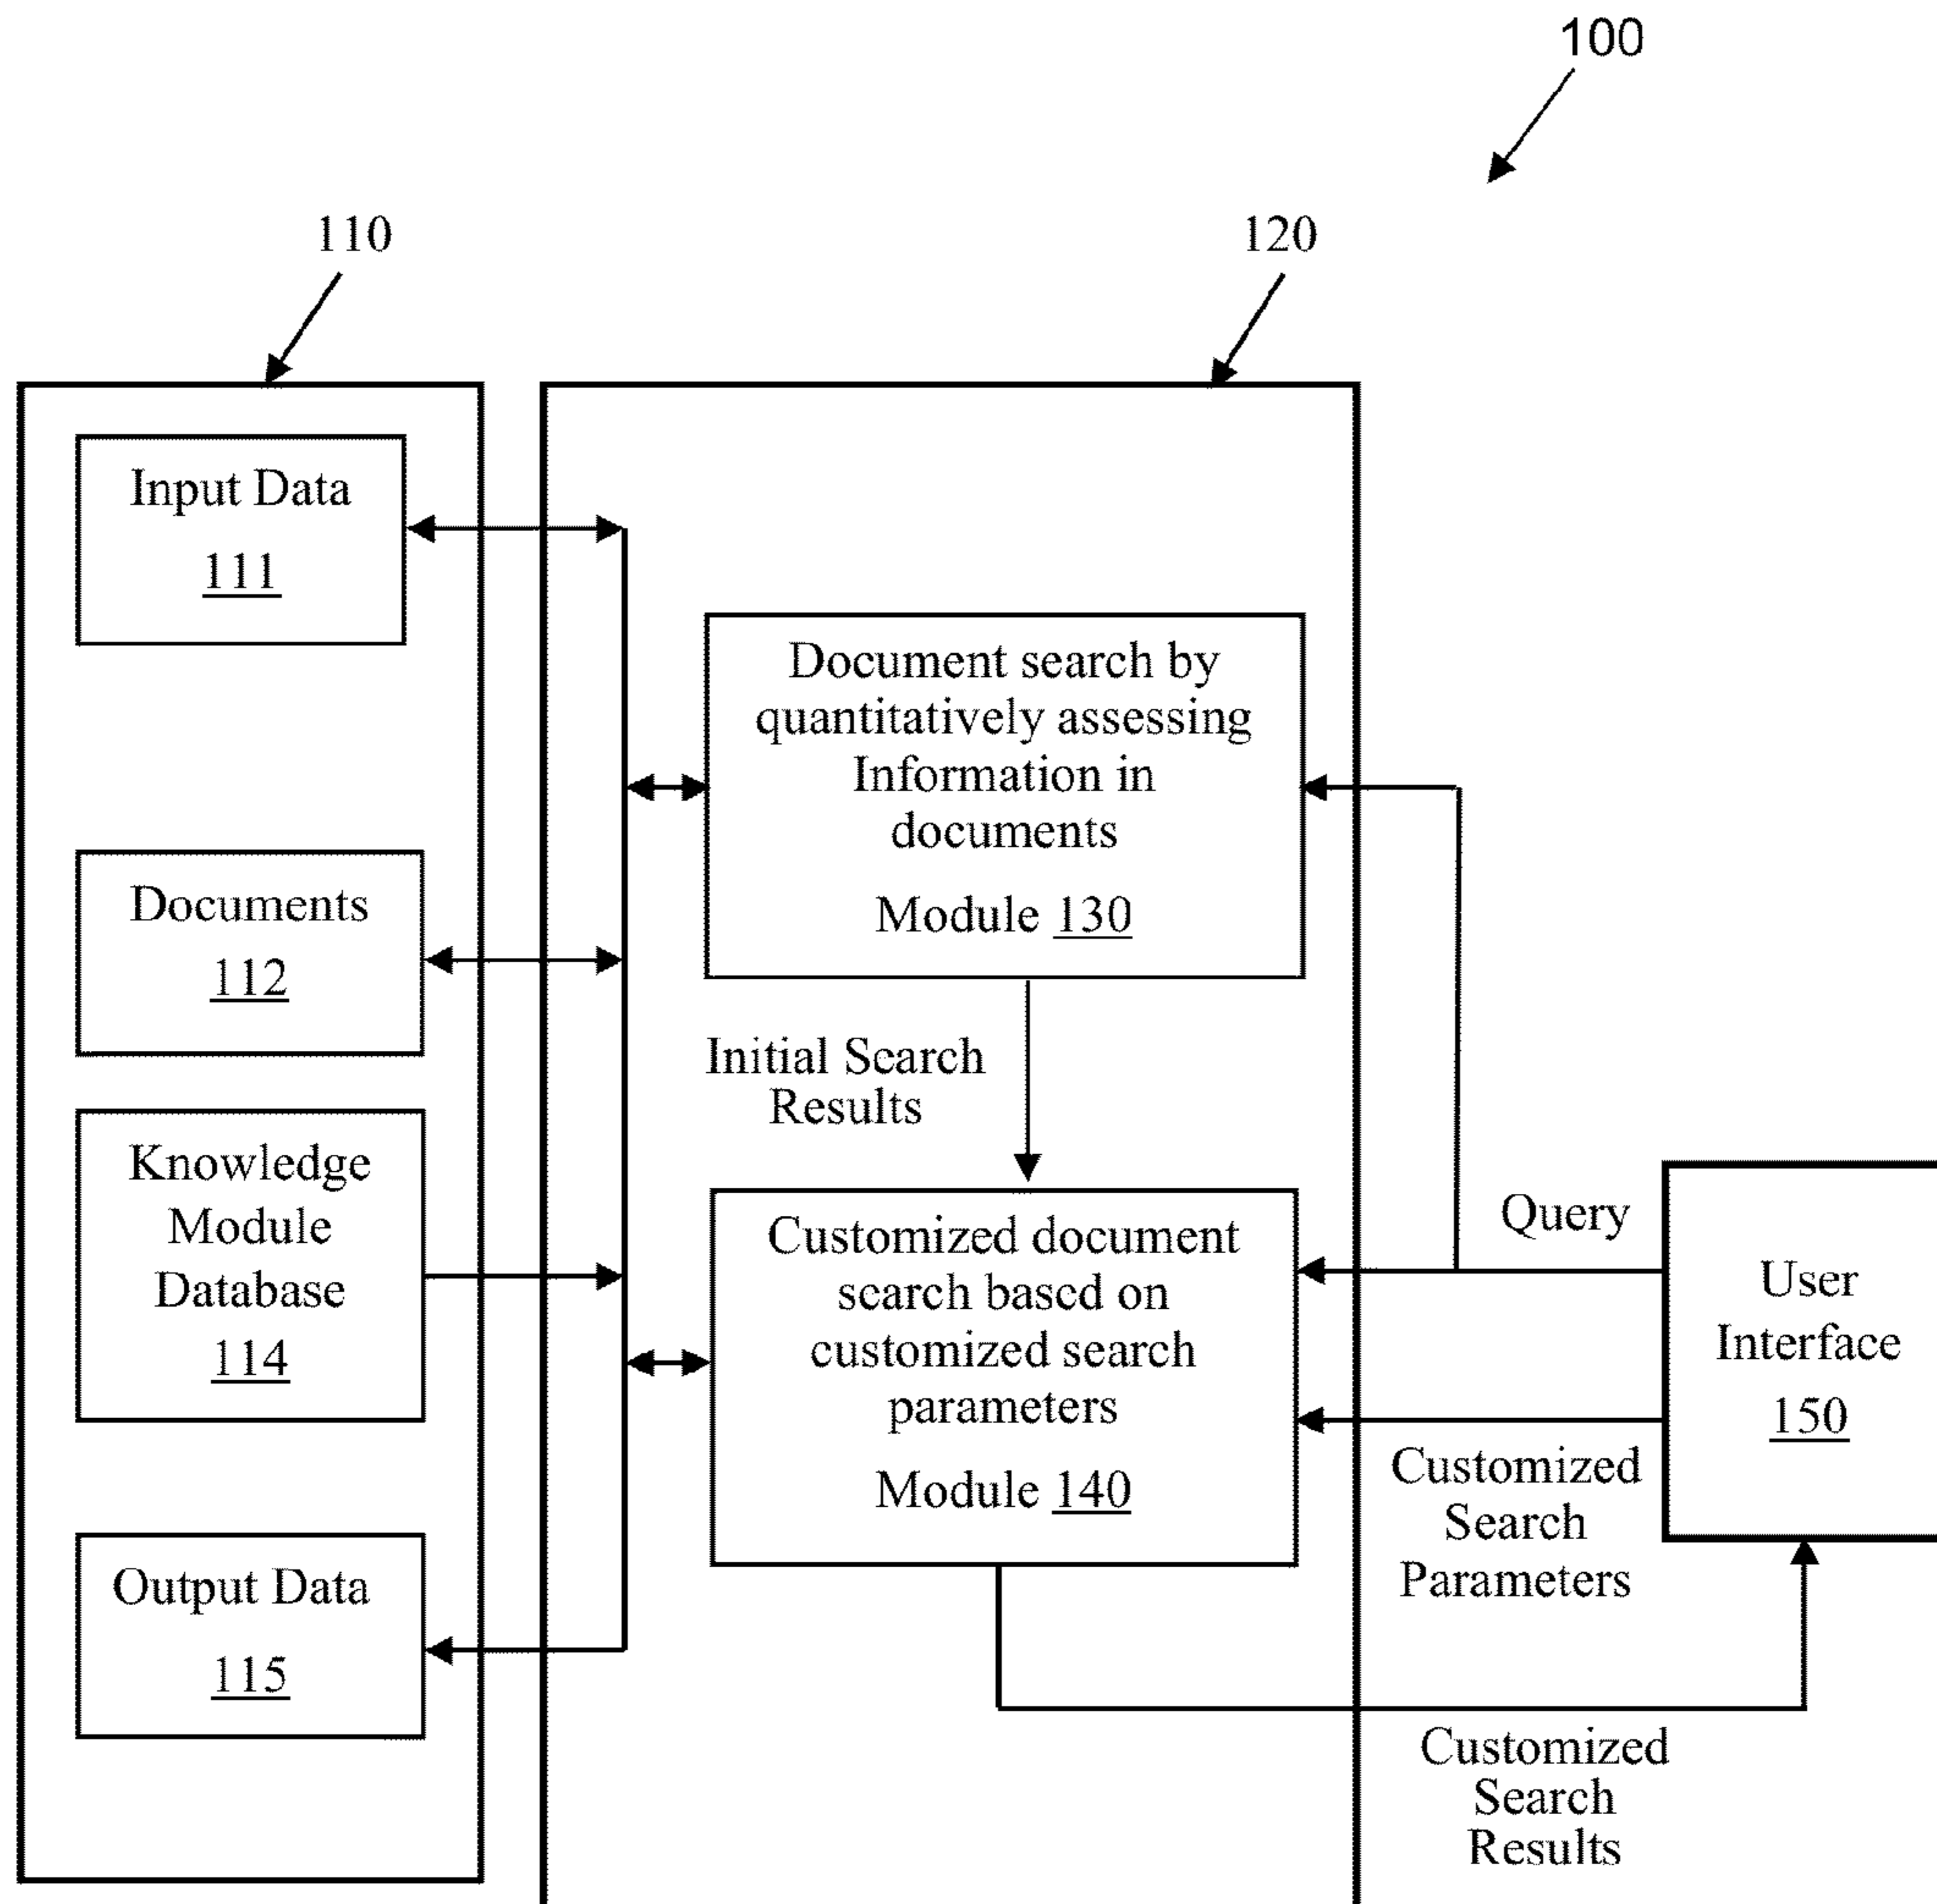 100
110
120
Input Data
111
Documents
112
Knowledge
Module
Database
114
Output Data
115
Document search by
quantitatively assessing
Information in
documents
Module 130
Initial Search
Results
Customized document
search based on
customized search
parameters
Module 140
Query
User
Interface
150
Customized
Search
Parameters
Customized
Search
Results